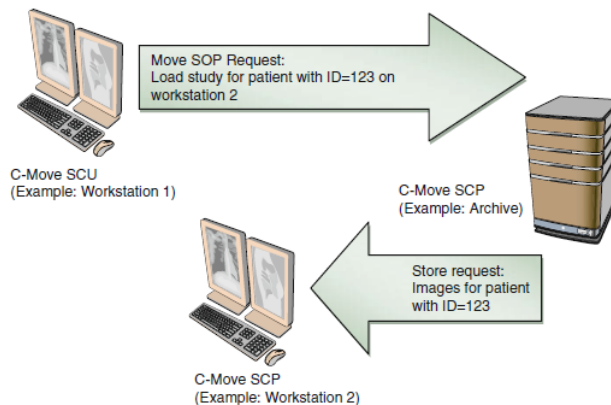 Move SOP Request:
Load study for patient with ID=123 on
workstation 2
C-Move SCU
(Example: Workstation 1)
C-Move SCP
(Example: Archive)
Store request:
Images for patient
with ID=123
C-Move SCP
(Example: Workstation 2)